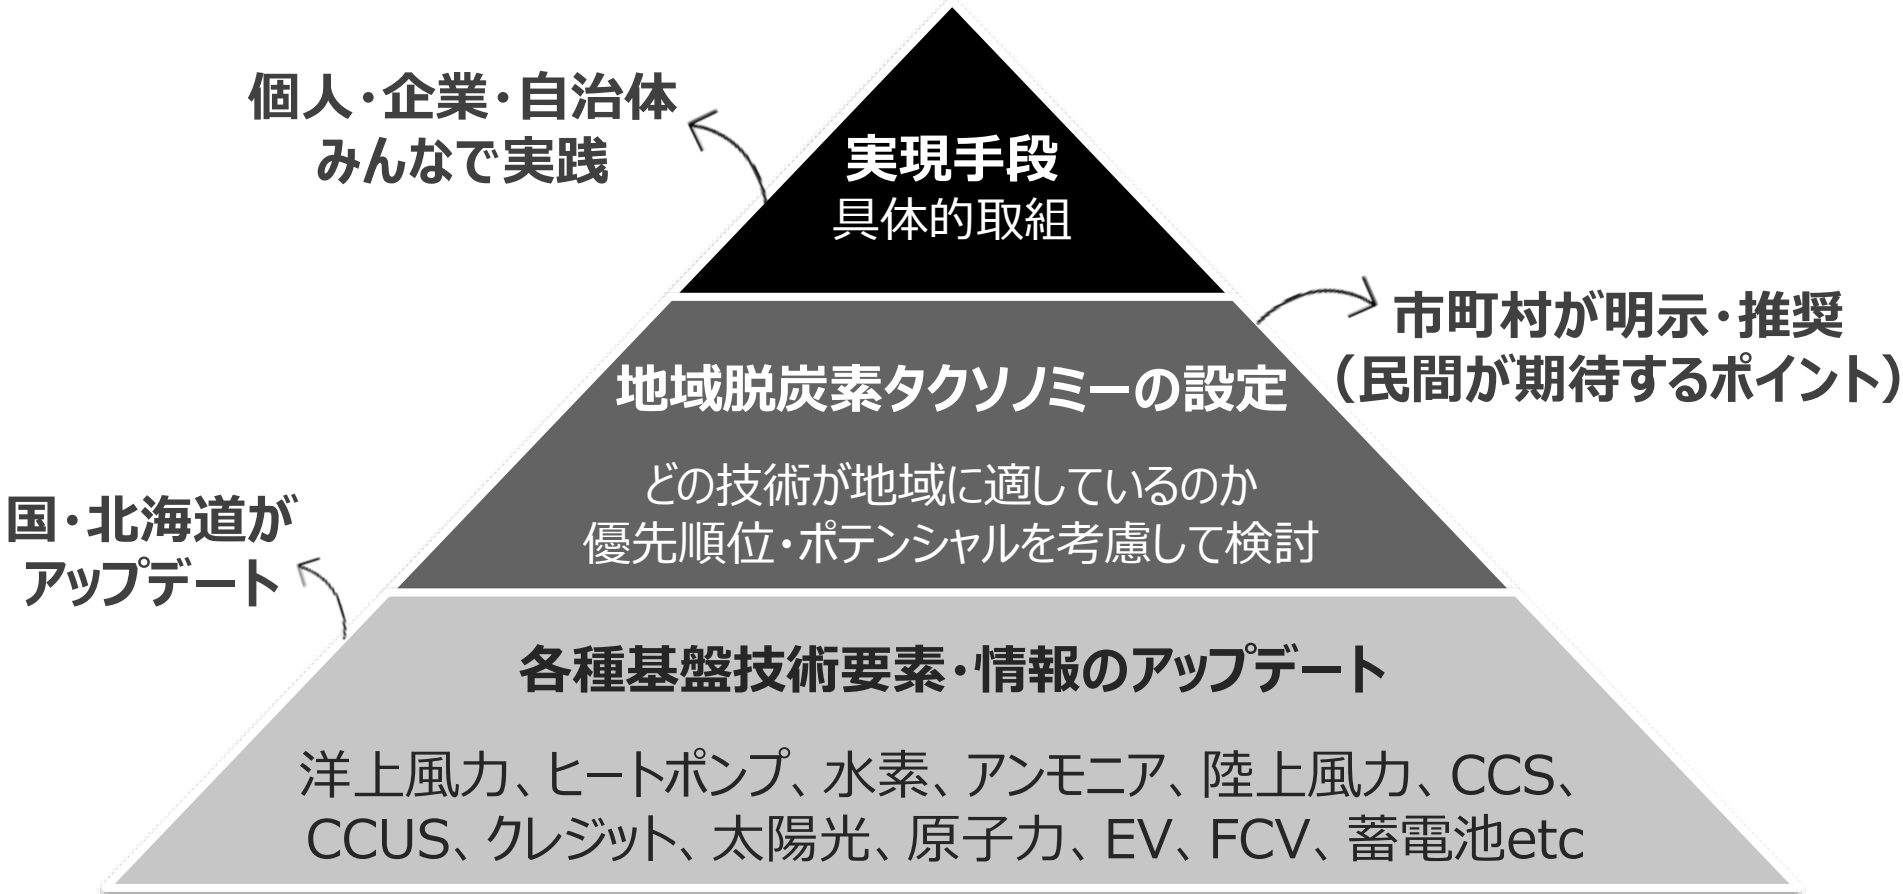 個人・企業・自治体
みんなで実践
実現手段
具体的取組
市町村が明示・推奨
（民間が期待するポイント）
地域脱炭素タクソノミーの設定
どの技術が地域に適しているのか
優先順位・ポテンシャルを考慮して検討
国・北海道が
アップデート
各種基盤技術要素・情報のアップデート
洋上風力、ヒートポンプ、水素、アンモニア、陸上風力、CCS、
CCUS、クレジット、太陽光、原子力、EV、FCV、蓄電池etc